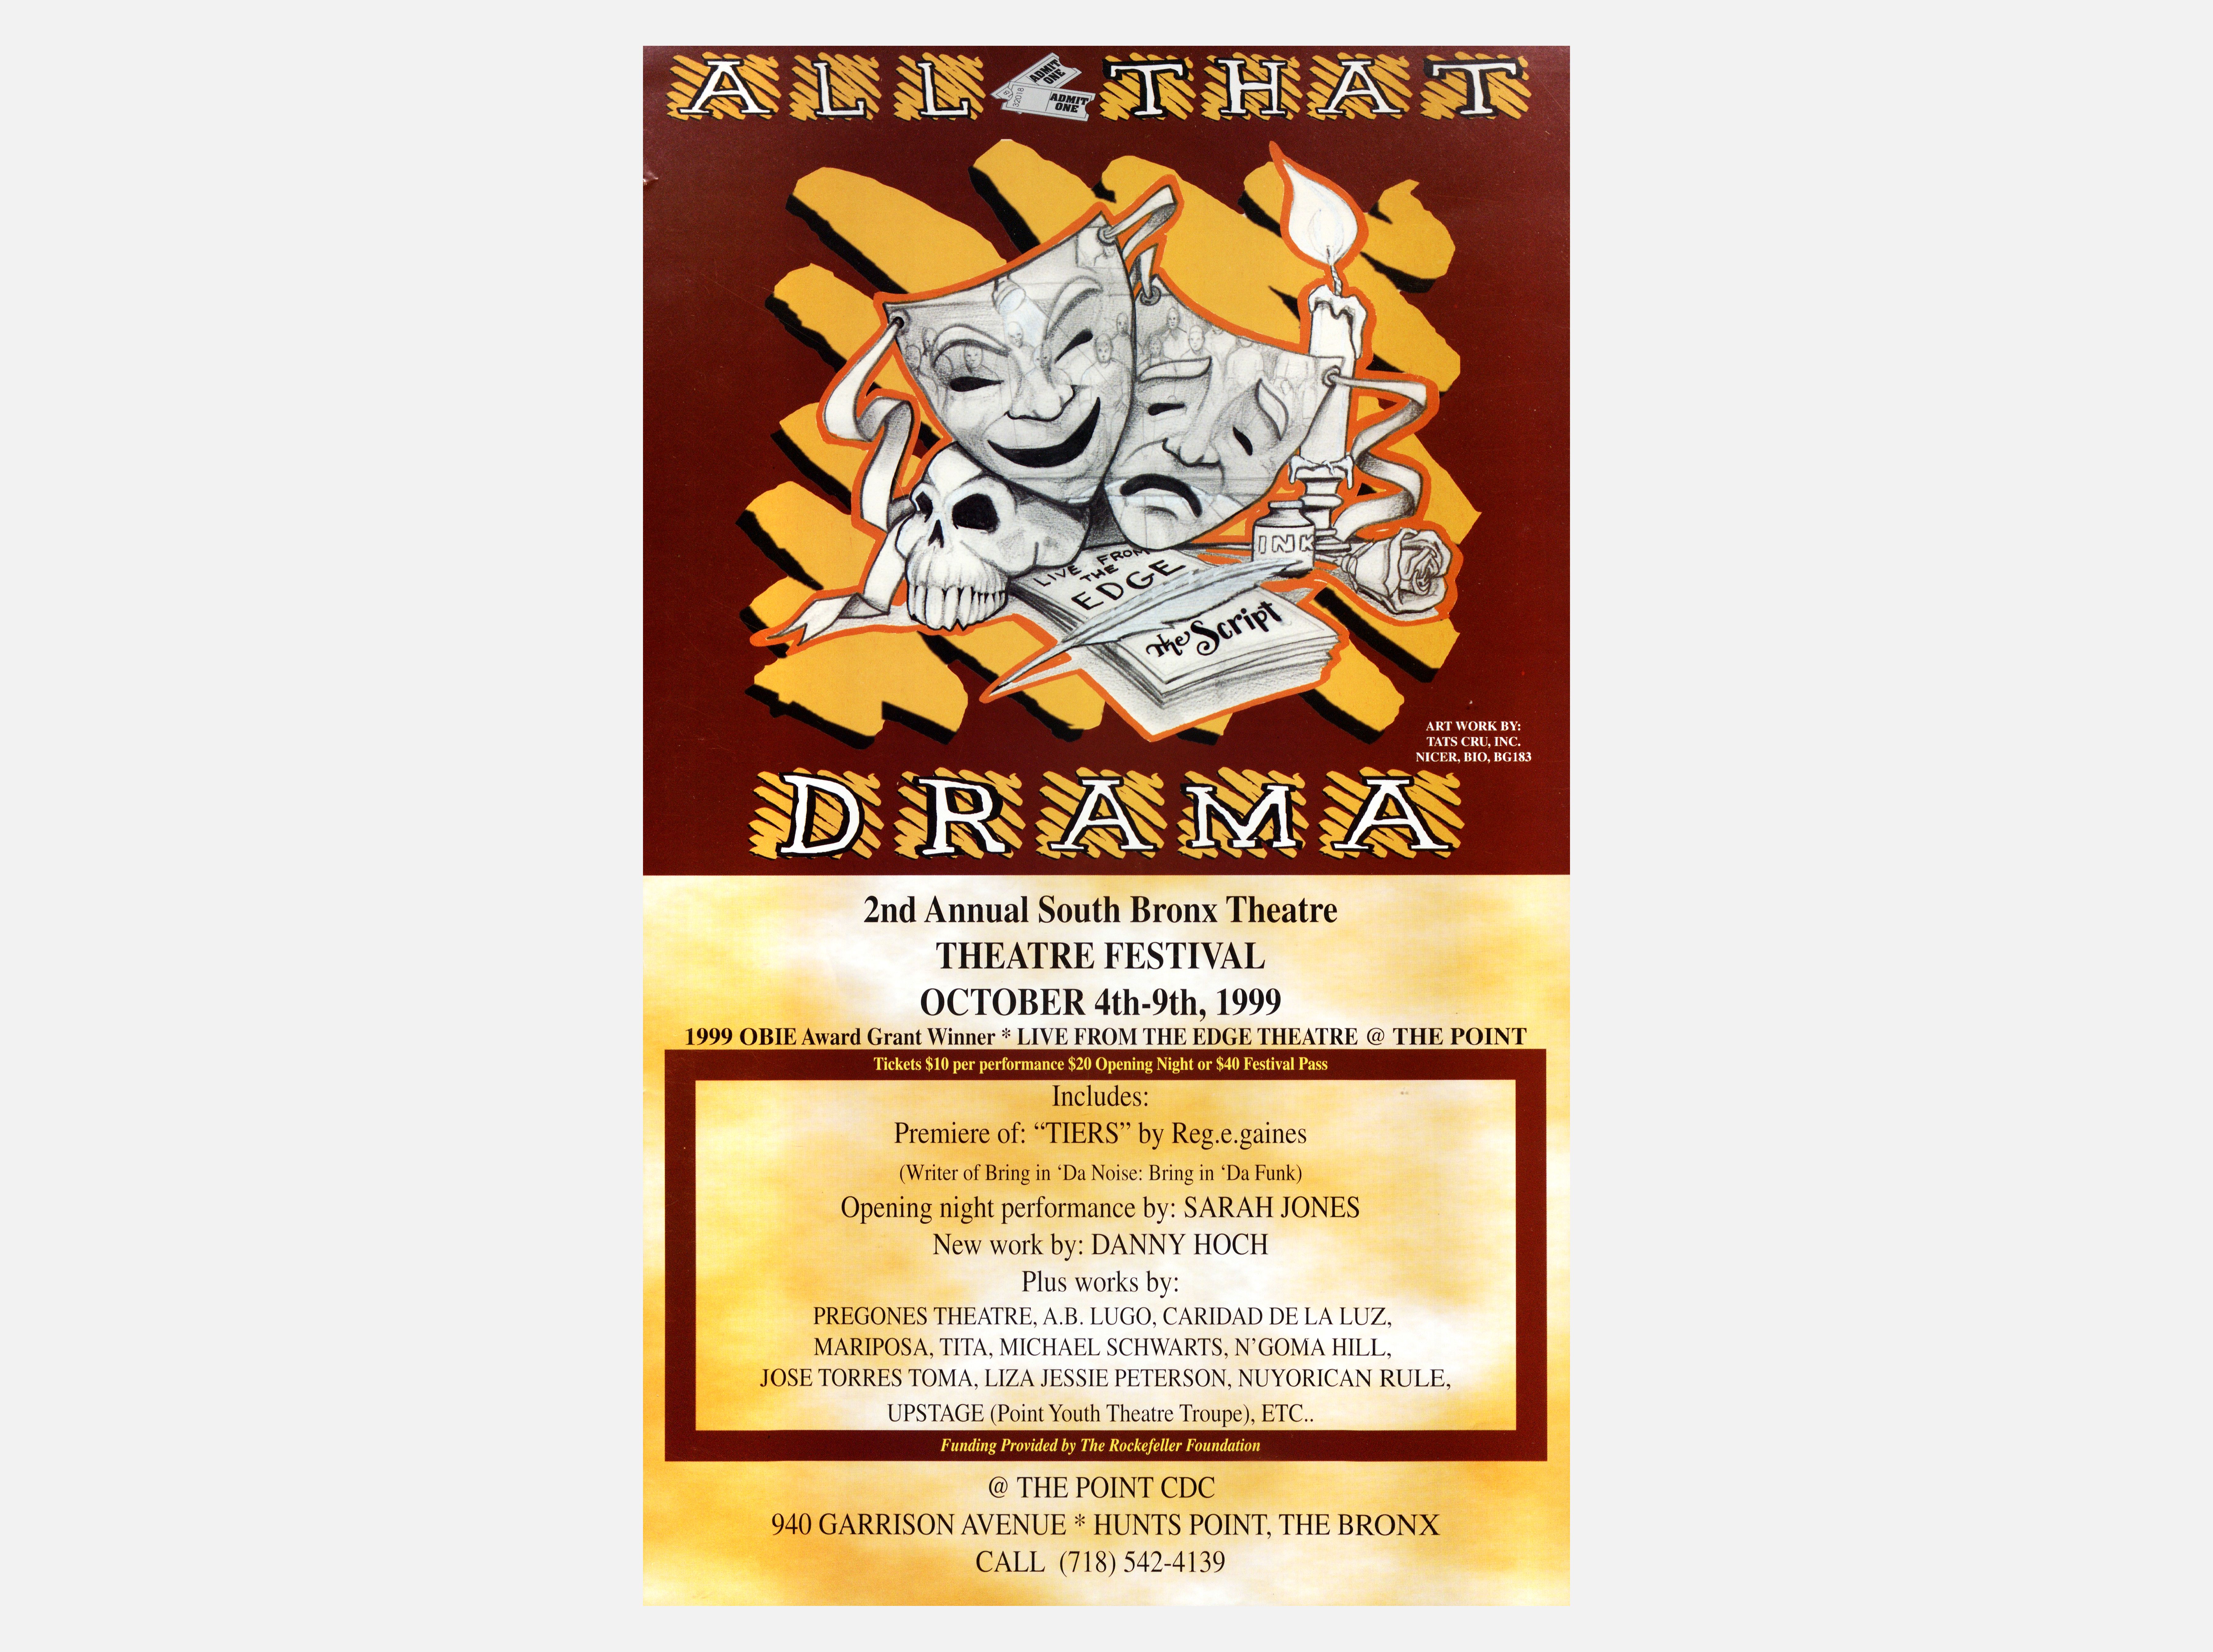 ALL THAT
ADMIT ONE
32018 ADMIT ONE
LIVE FROM
THE
EDGE
INK
The Script
ART WORK BY:
TATS CRU, INC.
NICER, BIO, BG183
DRAMA
2nd Annual South Bronx Theatre
THEATRE FESTIVAL
OCTOBER 4th-9th, 1999
1999 OBIE Award Grant Winner * LIVE FROM THE EDGE THEATRE @ THE POINT
Tickets $10 per performance $20 Opening Night or $40 Festival Pass
Includes:
Premiere of: “TIERS” by Reg.e.gaines
(Writer of Bring in ‘Da Noise: Bring in ‘Da Funk)
Opening night performance by: SARAH JONES
New work by: DANNY HOCH
Plus works by:
PREGONES THEATRE, A.B. LUGO, CARIDAD DE LA LUZ,
MARIPOSA, TITA, MICHAEL SCHWARTS, N’GOMA HILL,
JOSE TORRES TOMA, LIZA JESSIE PETERSON, NUYORICAN RULE,
UPSTAGE (Point Youth Theatre Troupe), ETC..
Funding Provided by The Rockefeller Foundation
@ THE POINT CDC
940 GARRISON AVENUE * HUNTS POINT, THE BRONX
CALL (718) 542-4139